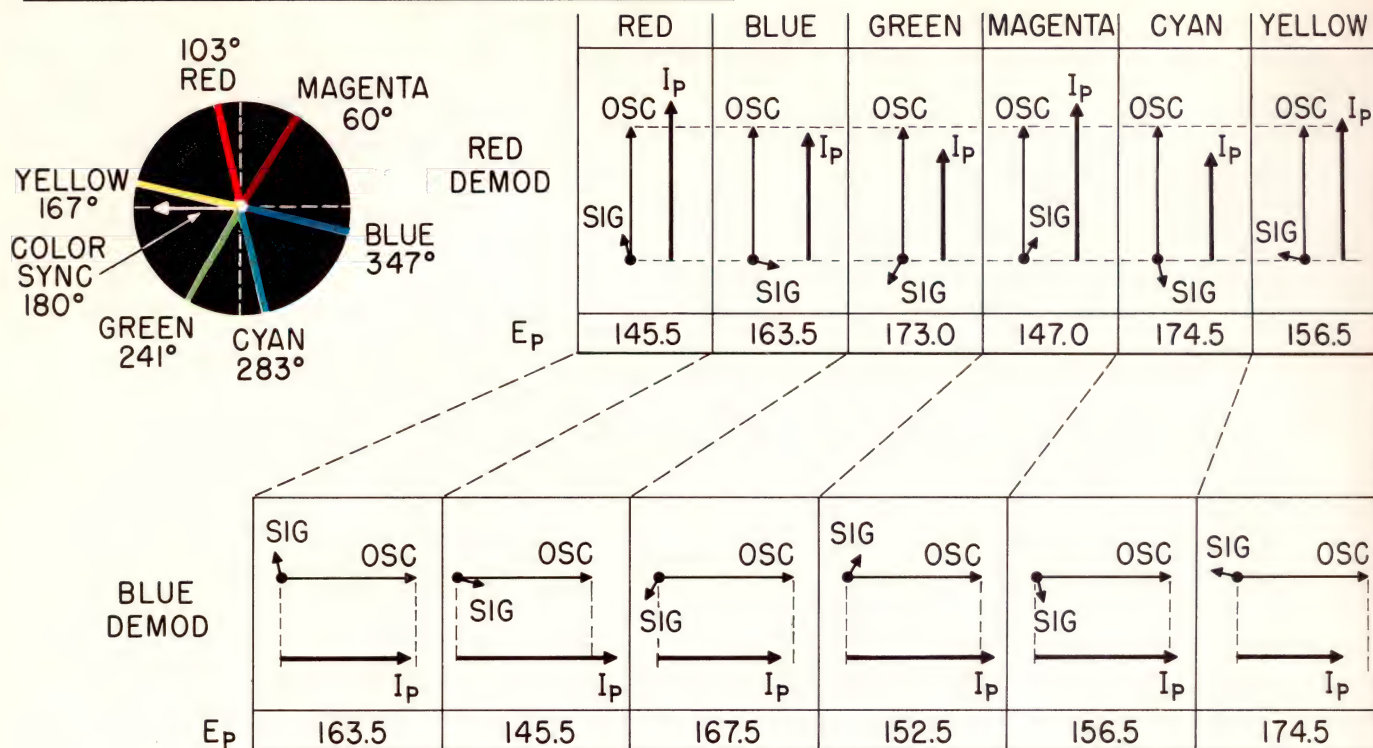 RED BLUE GREEN MAGENTA CYAN YELLOW
103°
RED
MAGENTA
60°
YELLOW
167°
COLOR
SYNC
180°
GREEN
241°
CYAN
283°
BLUE
347°
RED
DEMOD
OSC IP SIG
OSC IP SIG
OSC IP SIG
OSC IP SIG
OSC IP SIG
OSC IP SIG
EP 145.5 163.5 173.0 147.0 174.5 156.5
BLUE
DEMOD
SIG OSC IP
OSC SIG IP
OSC SIG IP
SIG OSC IP
OSC SIG IP
SIG OSC IP
EP 163.5 145.5 167.5 152.5 156.5 174.5